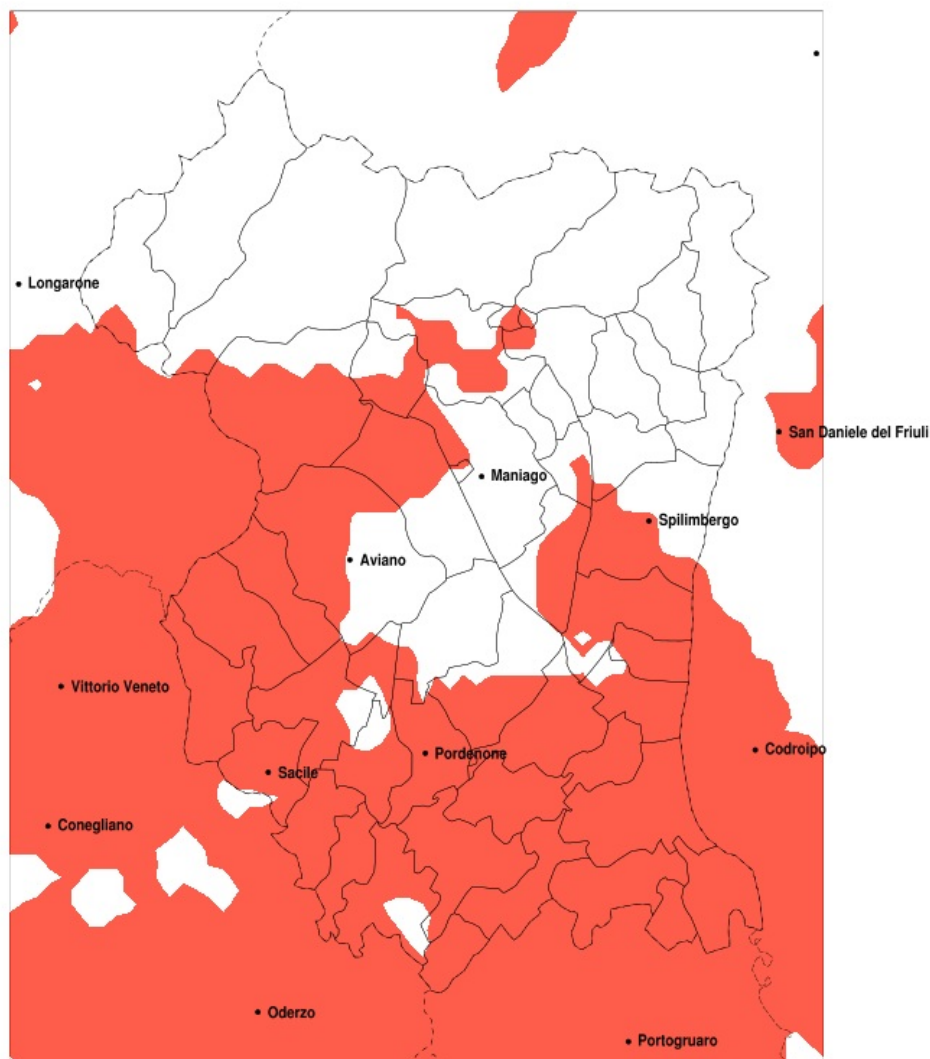 Longarone
San Daniele del Friuli
Maniago
Spilimbergo
Aviano
Vittorio Veneto
Codroipo
Pordenone
Sacile
Conegliano
Oderzo
Portogruaro